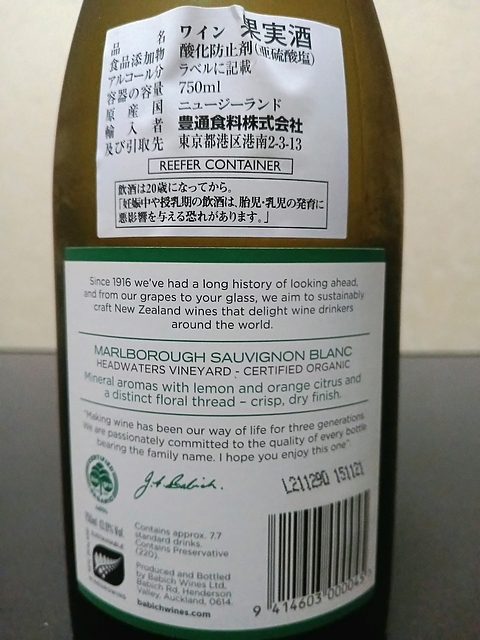 品名 ワイン 果実酒
食品添加物 酸化防止剤(亜硫酸塩)
アルコール分 ラベルに記載
容器の容量 750ml
原産国 ニュージーランド
輸入者 豊通食料株式会社
及び引取先 東京都港区港南2-3-13
REEFER CONTAINER
飲酒は20歳になってから。
「妊娠中や授乳期の飲酒は、胎児・乳児の発育に
悪影響を与える恐れがあります。」
Since 1916 we've had a long history of looking ahead,
and from our grapes to your glass, we aim to sustainably
craft New Zealand wines that delight wine drinkers
around the world.
MARLBOROUGH SAUVIGNON BLANC
HEADWATERS VINEYARD - CERTIFIED ORGANIC
Mineral aromas with lemon and orange citrus and
a distinct floral thread – crisp, dry finish.
"Making wine has been our way of life for three generations.
We are passionately committed to the quality of every bottle
bearing the family name. I hope you enjoy this one"
J. A. Babich.
L211290 151121
Contains approx. 7.7
standard drinks.
Contains Preservative
(220).
Produced and Bottled
by Babich Wines Ltd,
Babich Rd, Henderson
Valley, Auckland, 0614.
babichwines.com
9 414603 000043